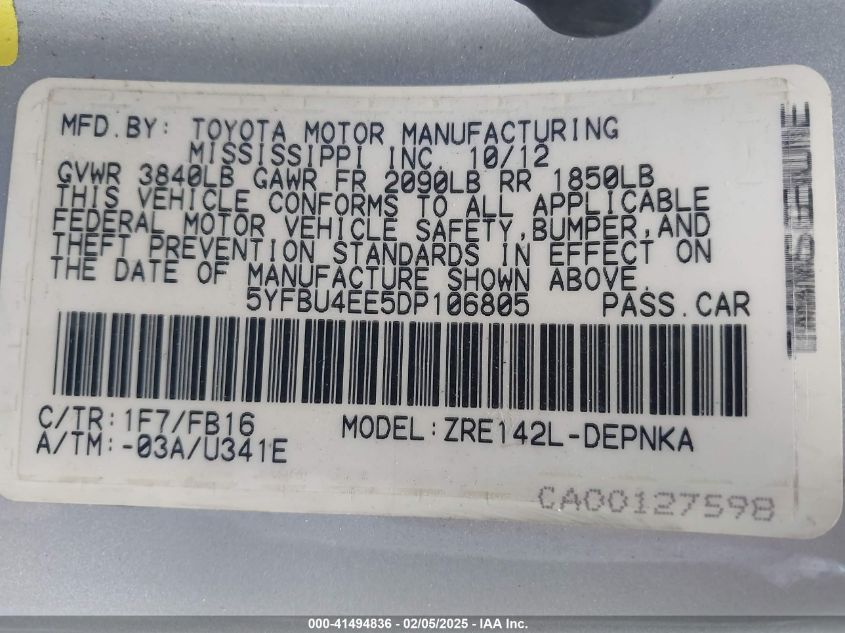 MFD.BY: TOYOTA MOTOR MANUFACTURING
MISSISSIPPI INC. 10/12
GVWR 3840LB GAWR FR 2090LB RR 1850LB
THIS VEHICLE CONFORMS TO ALL APPLICABLE
FEDERAL MOTOR VEHICLE SAFETY,BUMPER,AND
THEFT PREVENTION STANDARDS IN EFFECT ON
THE DATE OF MANUFACTURE SHOWN ABOVE.
5YFBU4EE5DP106805 PASS.CAR
C/TR:1F7/FB16 MODEL:ZRE142L-DEPNKA
A/TM:-03A/U341E
CA00127598
000-41494836 - 02/05/2025 - IAA Inc.